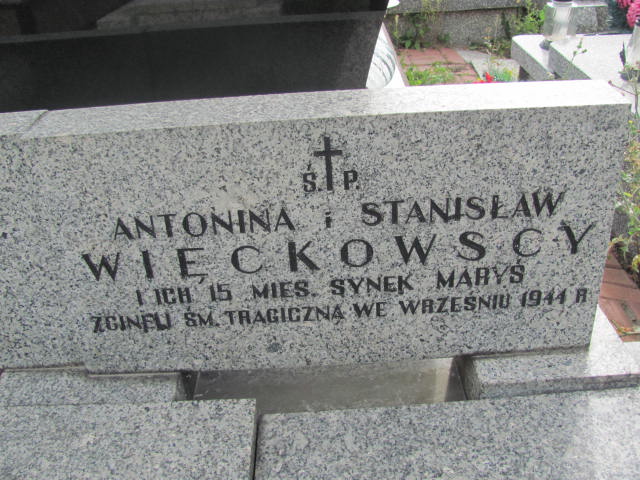 Ś.P.
ANTONINA i STANISŁAW
WIĘCKOWSCY
I ICH 15 MIES. SYNEK MARYŚ
ZGINĘLI ŚM. TRAGICZNĄ WE WRZEŚNIU 1944 R